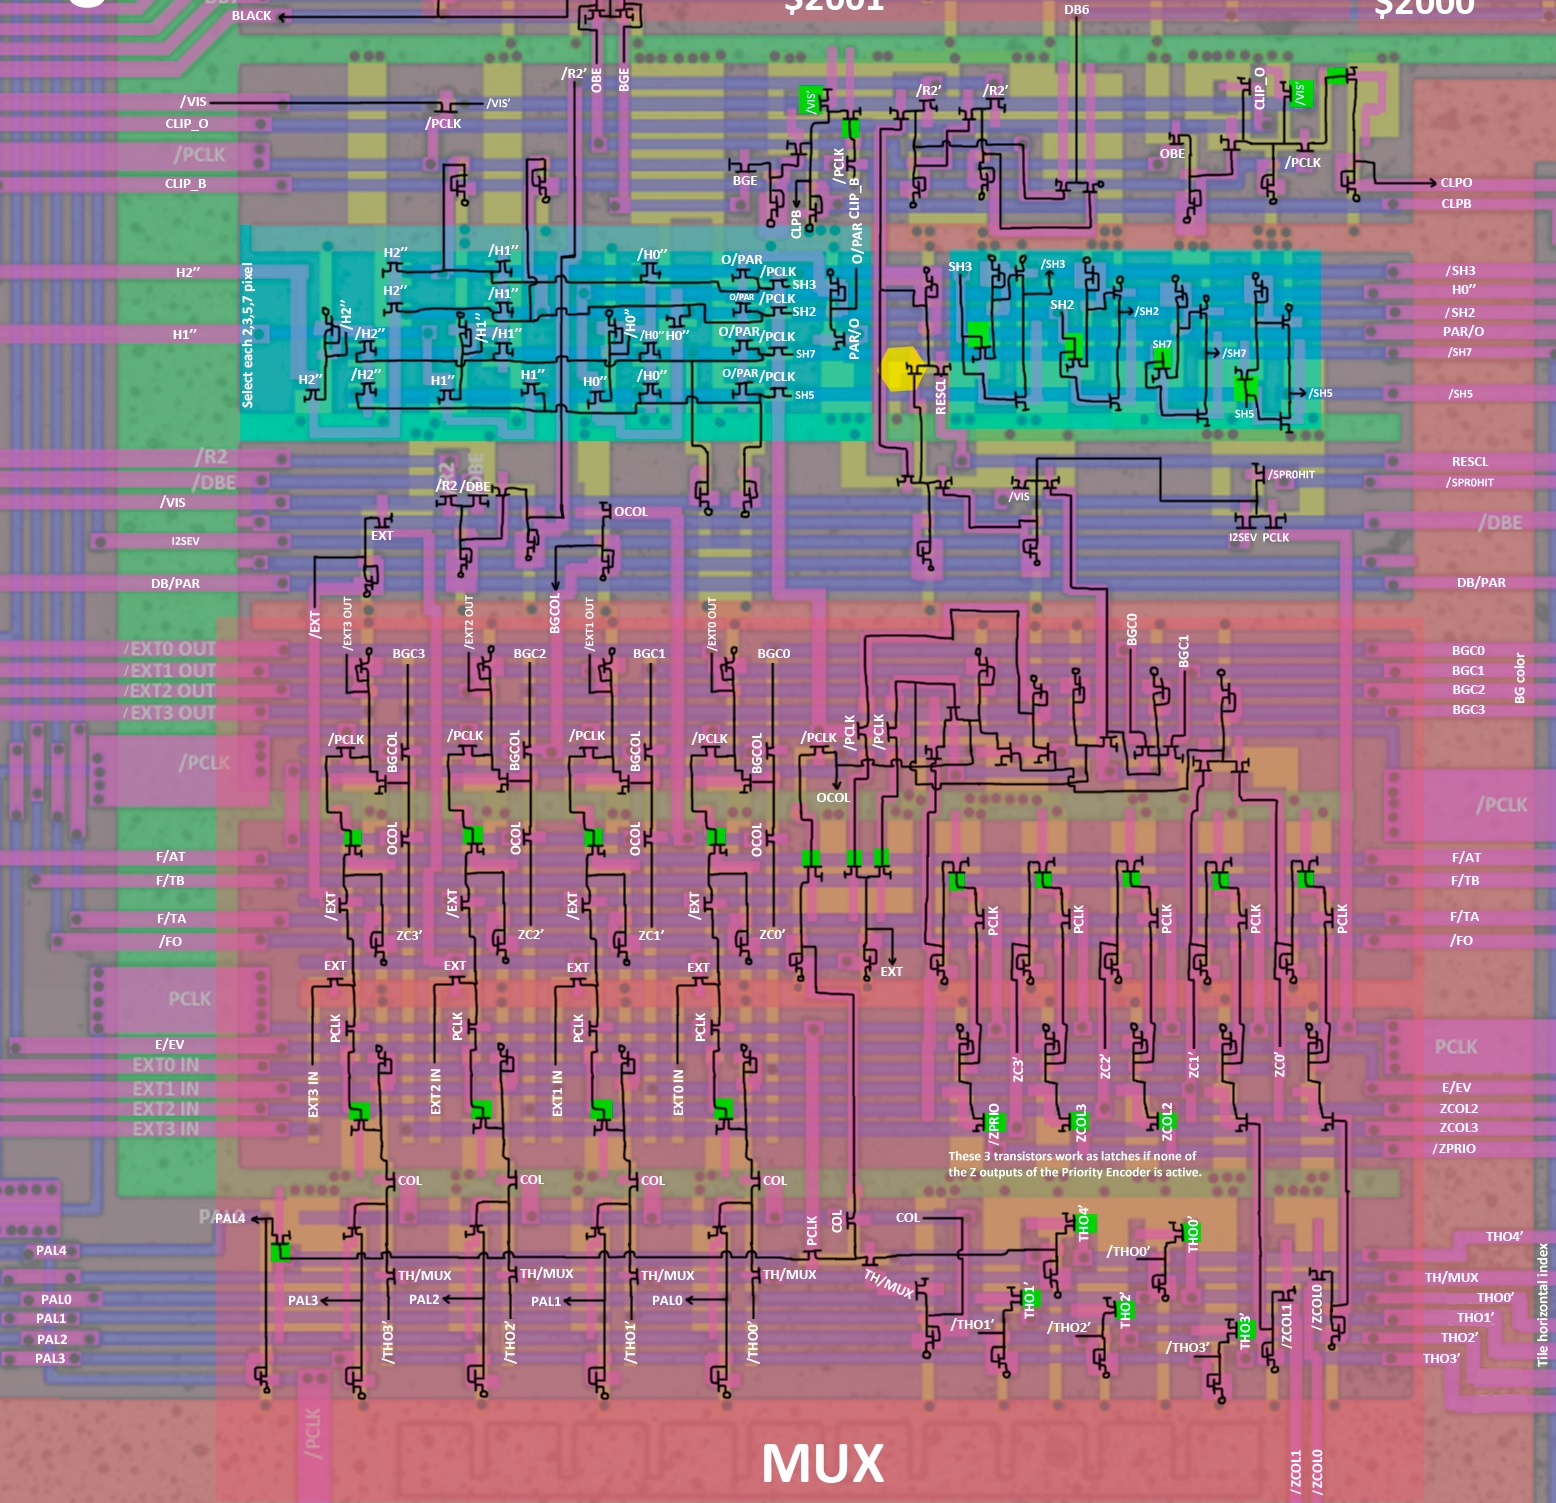 $2001
$2000
BLACK
DB6
/R2’
OBE
BGE
/VIS
/VIS’
/PCLK
CLIP_O
/PCLK
CLIP_B
/VIS’
/R2’
/R2’
CLIP_O
/VIS’
BGE
/PCLK
CLPB
O/PAR CLIP_B
OBE
/PCLK
CLPO
CLPB
H2’’
H1’’
Select each 2,3,5,7 pixel
H2’’
/H1’’
/H0’’
O/PAR
/PCLK
SH3
H2’’
/H1’’
O/PAR
/PCLK
SH2
/H2’’
/H2’’
/H1’’
/H1’’
/H0’’
/H0’’
H0’’
O/PAR
/PCLK
SH7
H2’’
/H2’’
H1’’
H1’’
H0’’
/H0’’
O/PAR
/PCLK
SH5
PAR/O
RESCL
SH3
/SH3
SH2
/SH2
SH7
/SH7
SH5
/SH5
/SH3
H0’’
/SH2
PAR/O
/SH7
/SH5
/R2
/DBE
/VIS
I2SEV
DB/PAR
R2
DBE
/R2
/DBE
EXT
OCOL
/VIS
/SPR0HIT
I2SEV
PCLK
RESCL
/SPR0HIT
/DBE
DB/PAR
/EXT
/EXT3 OUT
/EXT2 OUT
BGCOL
/EXT1 OUT
/EXT0 OUT
/EXT0 OUT
/EXT1 OUT
/EXT2 OUT
/EXT3 OUT
BGC3
BGC2
BGC1
BGC0
BGC0
BGC1
BGC0
BGC1
BGC2
BGC3
BG color
/PCLK
/PCLK
BGCOL
/PCLK
BGCOL
/PCLK
BGCOL
/PCLK
BGCOL
/PCLK
/PCLK
/PCLK
OCOL
/PCLK
OCOL
OCOL
OCOL
OCOL
F/AT
F/TB
F/TA
/FO
/EXT
/EXT
/EXT
/EXT
ZC3’
ZC2’
ZC1’
ZC0’
EXT
PCLK
PCLK
PCLK
PCLK
PCLK
F/AT
F/TB
F/TA
/FO
EXT
EXT
EXT
EXT
PCLK
PCLK
PCLK
PCLK
PCLK
PCLK
E/EV
EXT0 IN
EXT1 IN
EXT2 IN
EXT3 IN
EXT3 IN
EXT2 IN
EXT1 IN
EXT0 IN
ZC3’
ZC2’
ZC1’
ZC0’
/ZPRIO
ZCOL3
ZCOL2
E/EV
ZCOL2
ZCOL3
/ZPRIO
These 3 transistors work as latches if none of
the Z outputs of the Priority Encoder is active.
COL
COL
COL
COL
PAL4
PCLK
COL
COL
THO4’
/THO0’
THO0’
THO4’
PAL4
PAL0
PAL1
PAL2
PAL3
TH/MUX
TH/MUX
TH/MUX
TH/MUX
TH/MUX
PAL3
PAL2
PAL1
PAL0
/THO3’
/THO2’
/THO1’
/THO0’
/THO1’
THO1’
/THO2’
THO2’
/THO3’
THO3’
/ZCOL1
/ZCOL0
TH/MUX
THO0’
THO1’
THO2’
THO3’
Tile horizontal index
/PCLK
MUX
/ZCOL1
/ZCOL0